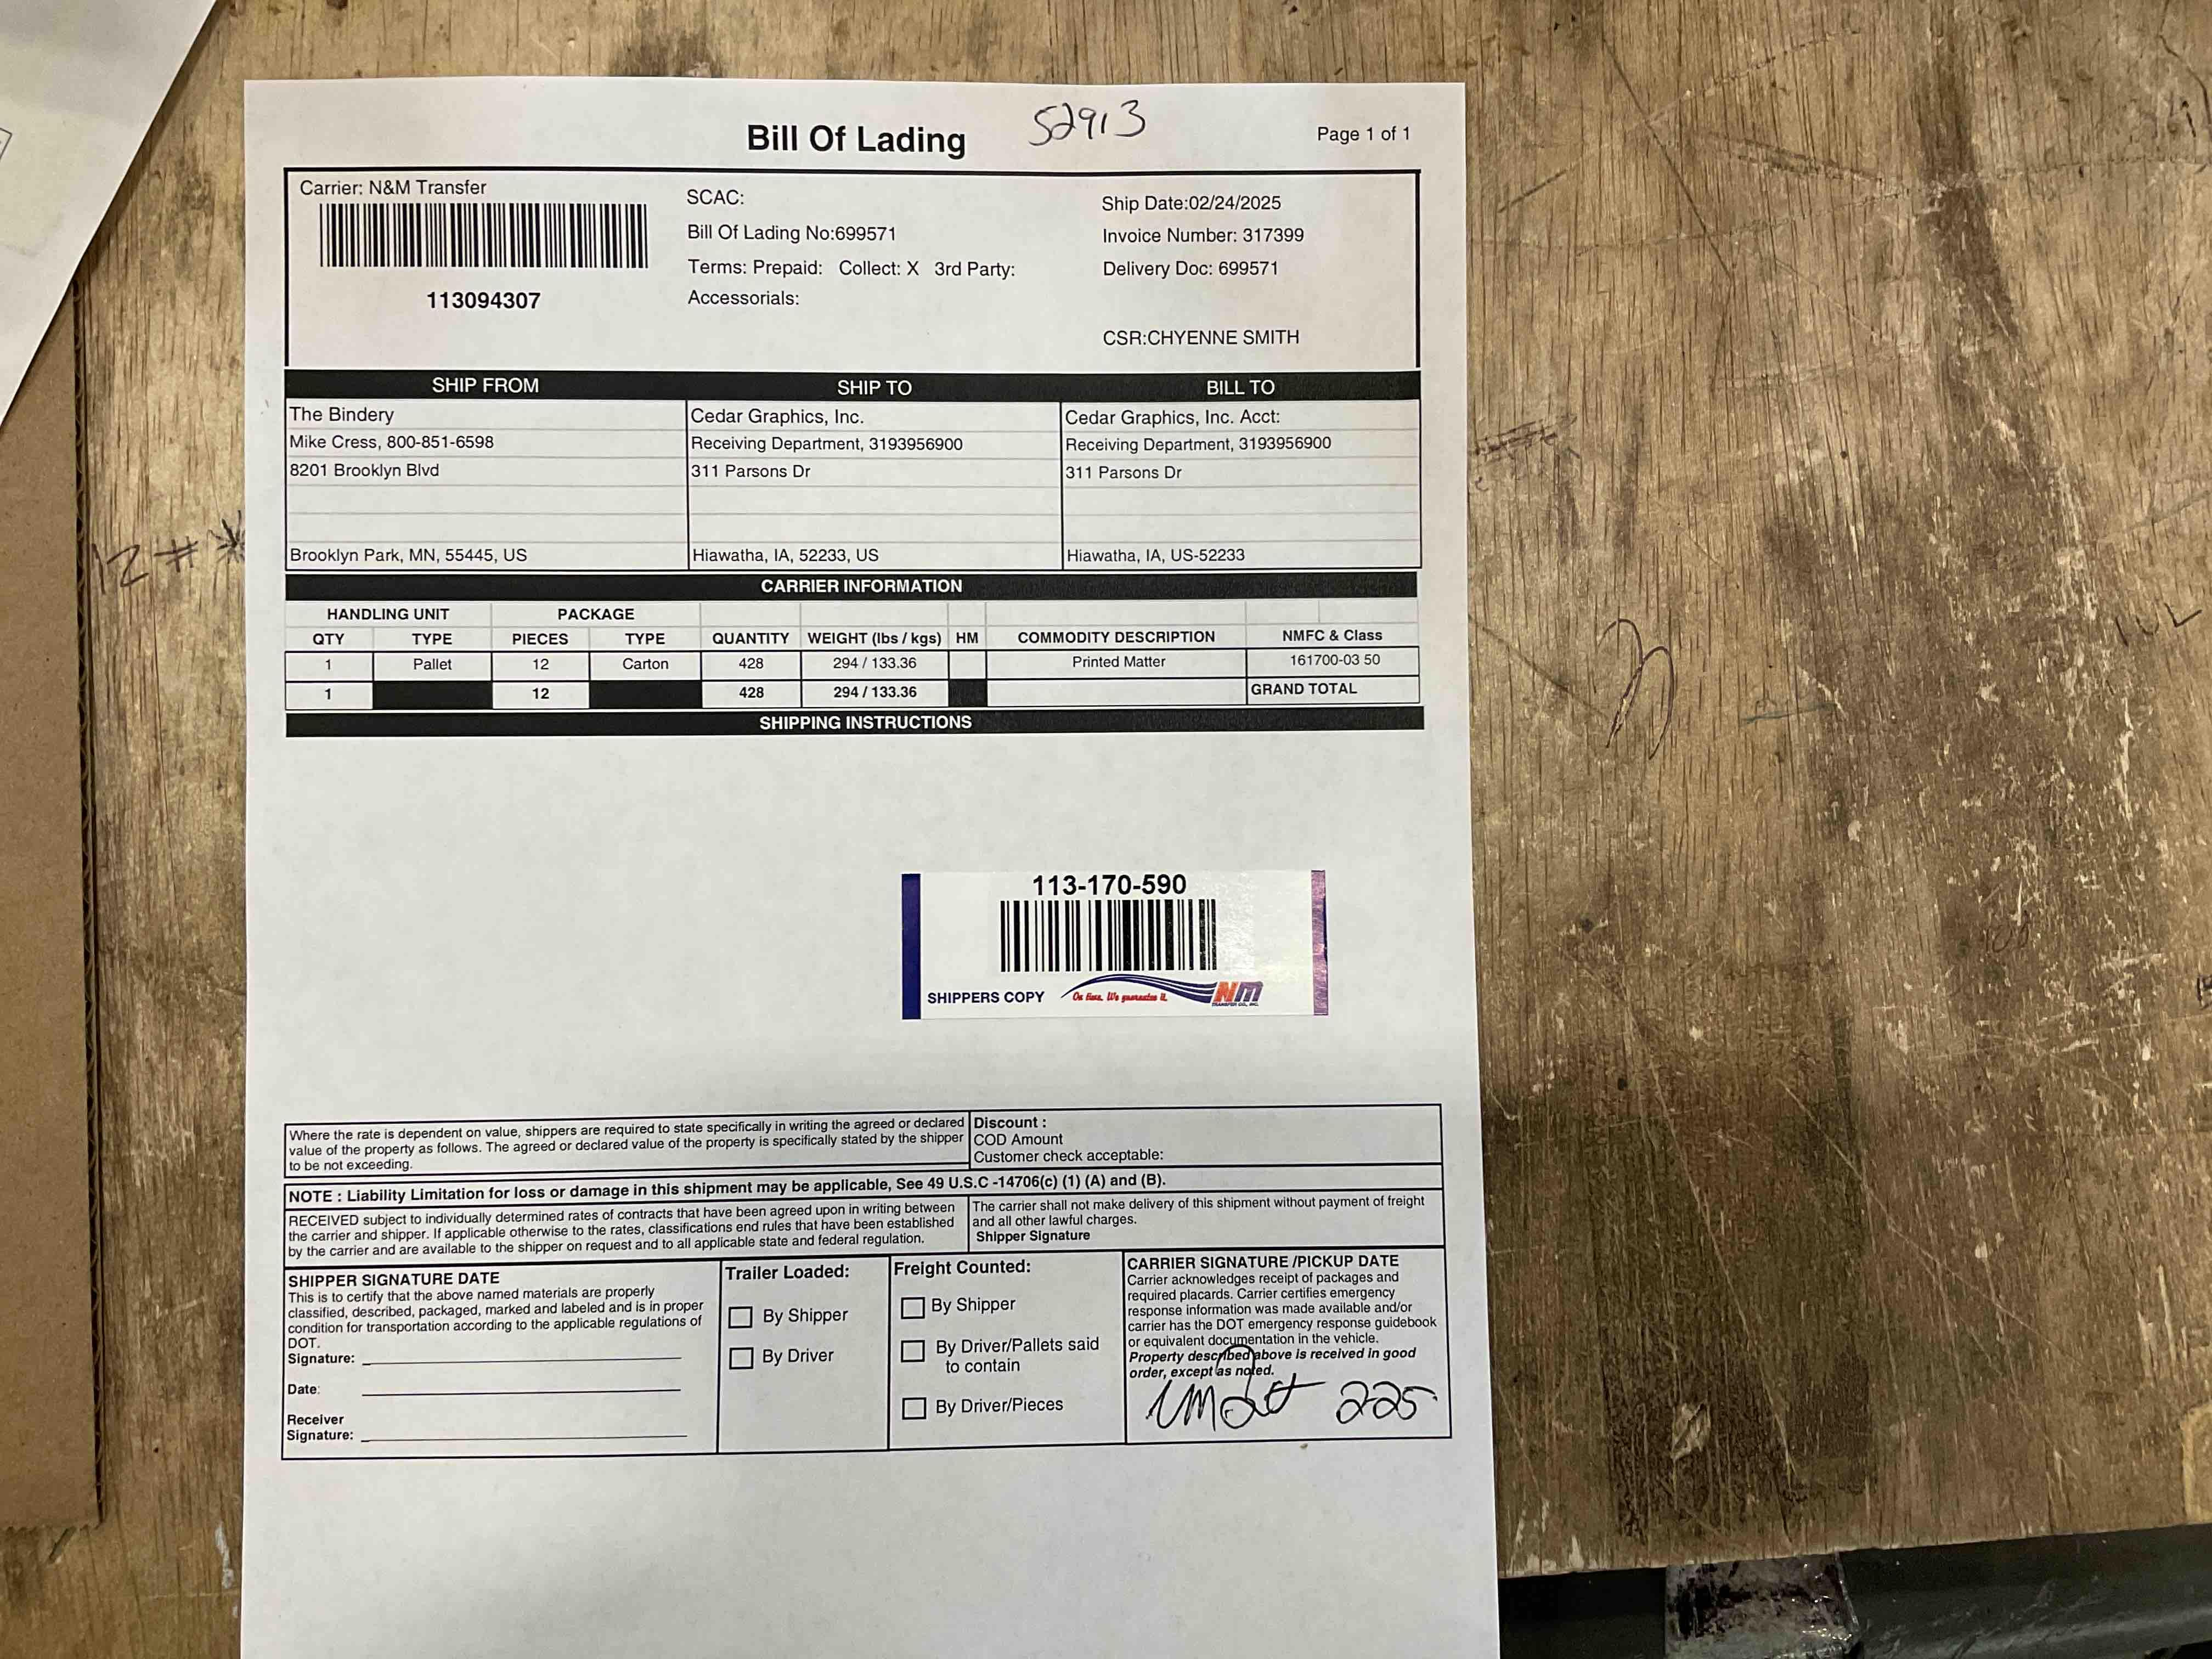 Bill Of Lading
52913
Page 1 of 1
Carrier: N&M Transfer
113094307
SCAC:
Bill Of Lading No:699571
Terms: Prepaid: Collect: X 3rd Party:
Accessorials:
Ship Date:02/24/2025
Invoice Number: 317399
Delivery Doc: 699571
CSR:CHYENNE SMITH
SHIP FROM
The Bindery
Mike Cress, 800-851-6598
8201 Brooklyn Blvd
Brooklyn Park, MN, 55445, US
SHIP TO
Cedar Graphics, Inc.
Receiving Department, 3193956900
311 Parsons Dr
Hiawatha, IA, 52233, US
BILL TO
Cedar Graphics, Inc. Acct:
Receiving Department, 3193956900
311 Parsons Dr
Hiawatha, IA, US-52233
CARRIER INFORMATION
HANDLING UNIT PACKAGE
QTY TYPE PIECES TYPE QUANTITY WEIGHT (lbs / kgs) HM COMMODITY DESCRIPTION NMFC & Class
1 Pallet 12 Carton 428 294 / 133.36 Printed Matter 161700-03 50
1 12 428 294 / 133.36 GRAND TOTAL
SHIPPING INSTRUCTIONS
113-170-590
SHIPPERS COPY
On time. We guarantee it.
NM
TRANSFER CO., INC.
Where the rate is dependent on value, shippers are required to state specifically in writing the agreed or declared
value of the property as follows. The agreed or declared value of the property is specifically stated by the shipper
to be not exceeding.
Discount :
COD Amount
Customer check acceptable:
NOTE : Liability Limitation for loss or damage in this shipment may be applicable, See 49 U.S.C -14706(c) (1) (A) and (B).
RECEIVED subject to individually determined rates of contracts that have been agreed upon in writing between
the carrier and shipper. If applicable otherwise to the rates, classifications end rules that have been established
by the carrier and are available to the shipper on request and to all applicable state and federal regulation.
The carrier shall not make delivery of this shipment without payment of freight
and all other lawful charges.
Shipper Signature
SHIPPER SIGNATURE DATE
This is to certify that the above named materials are properly
classified, described, packaged, marked and labeled and is in proper
condition for transportation according to the applicable regulations of
DOT.
Signature:
Date:
Receiver
Signature:
Trailer Loaded:
By Shipper
By Driver
Freight Counted:
By Shipper
By Driver/Pallets said
to contain
By Driver/Pieces
CARRIER SIGNATURE /PICKUP DATE
Carrier acknowledges receipt of packages and
required placards. Carrier certifies emergency
response information was made available and/or
carrier has the DOT emergency response guidebook
or equivalent documentation in the vehicle.
Property described above is received in good
order, except as noted.
225
12#*